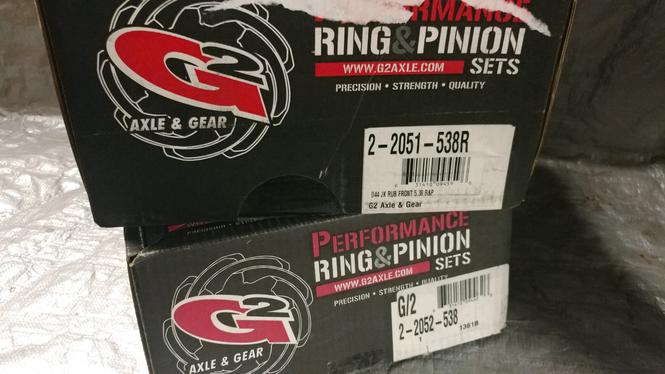 PERFORMANCE
RING & PINION
WWW.G2AXLE.COM SETS
PRECISION • STRENGTH • QUALITY
G2
AXLE & GEAR
2-2051-538R
D44 JK RUB FRONT 5.38 RAP
G2 Axle & Gear
PERFORMANCE
RING & PINION
WWW.G2AXLE.COM SETS
PRECISION • STRENGTH • QUALITY
G2
AXLE & GEAR
G/2
2-2052-538
1 1361B